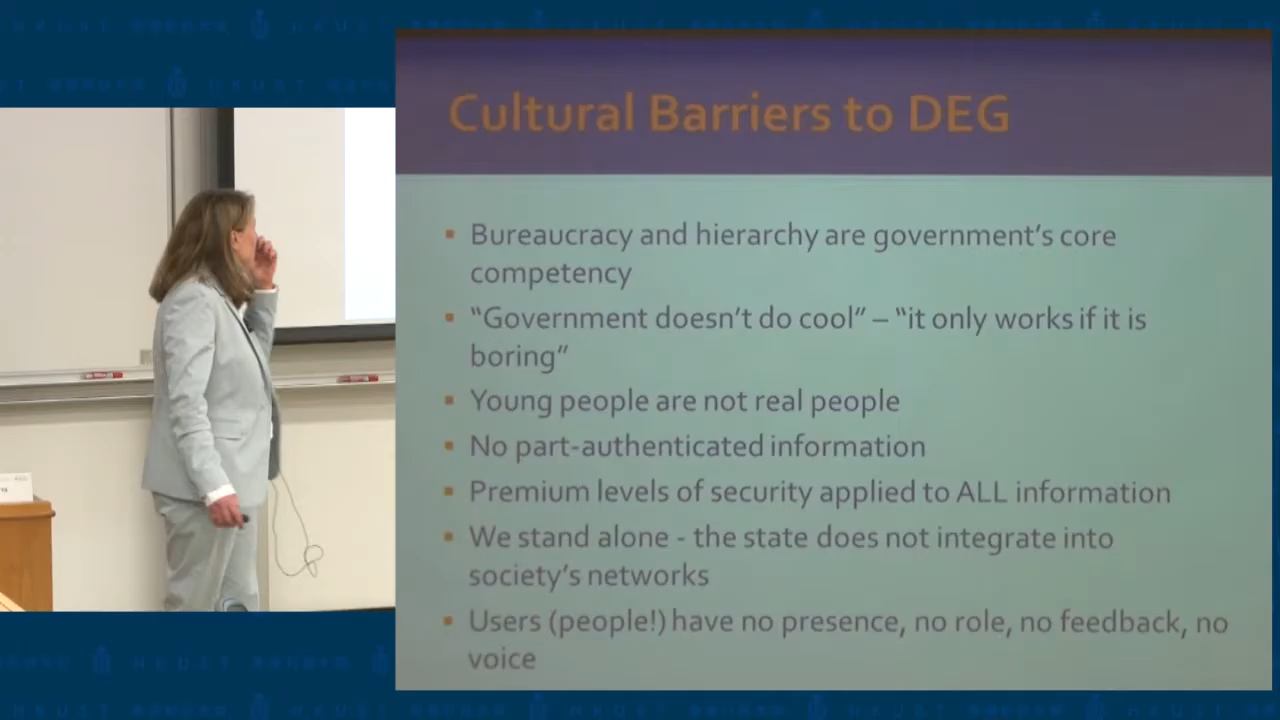 Cultural Barriers to DEG
▪ Bureaucracy and hierarchy are government's core
competency
▪ “Government doesn't do cool” – “it only works if it is
boring”
▪ Young people are not real people
▪ No part-authenticated information
▪ Premium levels of security applied to ALL information
▪ We stand alone - the state does not integrate into
society's networks
▪ Users (people!) have no presence, no role, no feedback, no
voice